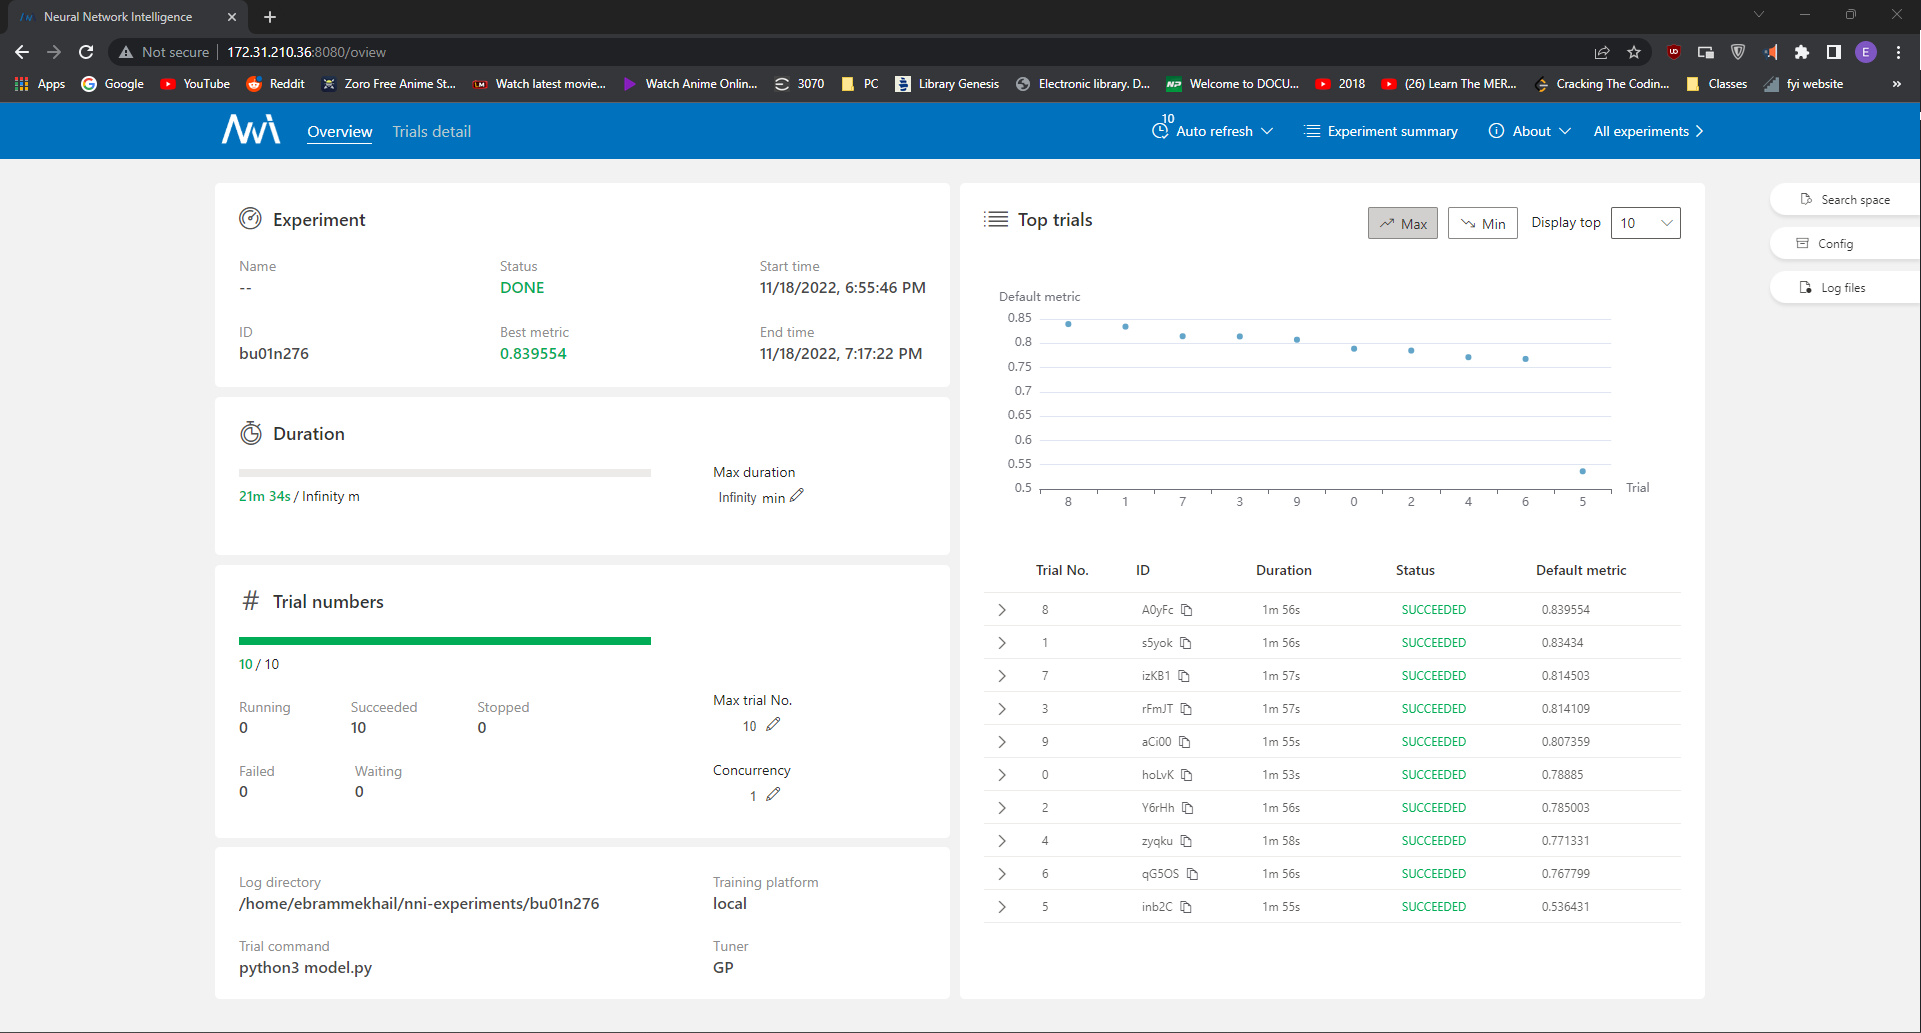 Neural Network Intelligence
Not secure 172.31.210.36:8080/oview
E
Apps Google YouTube Reddit Zoro Free Anime St... LM Watch latest movie... Watch Anime Online... 3070 PC Library Genesis Electronic library. D... NP Welcome to DOCU... 2018 (26) Learn The MER... Cracking The Codin... Classes fyi website »
Overview Trials detail 10 Auto refresh Experiment summary About All experiments
Experiment
Name Status Start time
-- DONE 11/18/2022, 6:55:46 PM
ID Best metric End time
bu01n276 0.839554 11/18/2022, 7:17:22 PM
Duration
Max duration
21m 34s / Infinity m Infinity min
# Trial numbers
10 / 10
Running Succeeded Stopped Max trial No.
0 10 0 10
Failed Waiting Concurrency
0 0 1
Log directory Training platform
/home/ebrammekhail/nni-experiments/bu01n276 local
Trial command Tuner
python3 model.py GP
Top trials Max Min Display top 10
Default metric
0.85
0.8
0.75
0.7
0.65
0.6
0.55
0.5
8 1 7 3 9 0 2 4 6 5 Trial
Trial No. ID Duration Status Default metric
8 A0yFc 1m 56s SUCCEEDED 0.839554
1 s5yok 1m 56s SUCCEEDED 0.83434
7 izKB1 1m 57s SUCCEEDED 0.814503
3 rFmJT 1m 57s SUCCEEDED 0.814109
9 aCi00 1m 55s SUCCEEDED 0.807359
0 hoLvK 1m 53s SUCCEEDED 0.78885
2 Y6rHh 1m 56s SUCCEEDED 0.785003
4 zyqku 1m 58s SUCCEEDED 0.771331
6 qG5OS 1m 56s SUCCEEDED 0.767799
5 inb2C 1m 55s SUCCEEDED 0.536431
Search space
Config
Log files